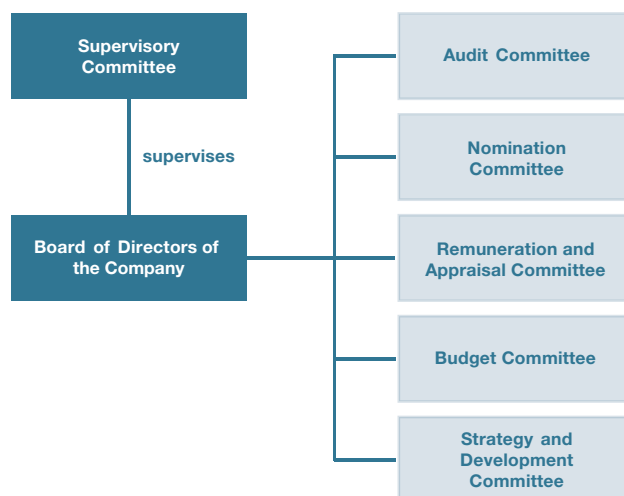 Supervisory
Committee
supervises
Board of Directors of
the Company
Audit Committee
Nomination
Committee
Remuneration and
Appraisal Committee
Budget Committee
Strategy and
Development
Committee